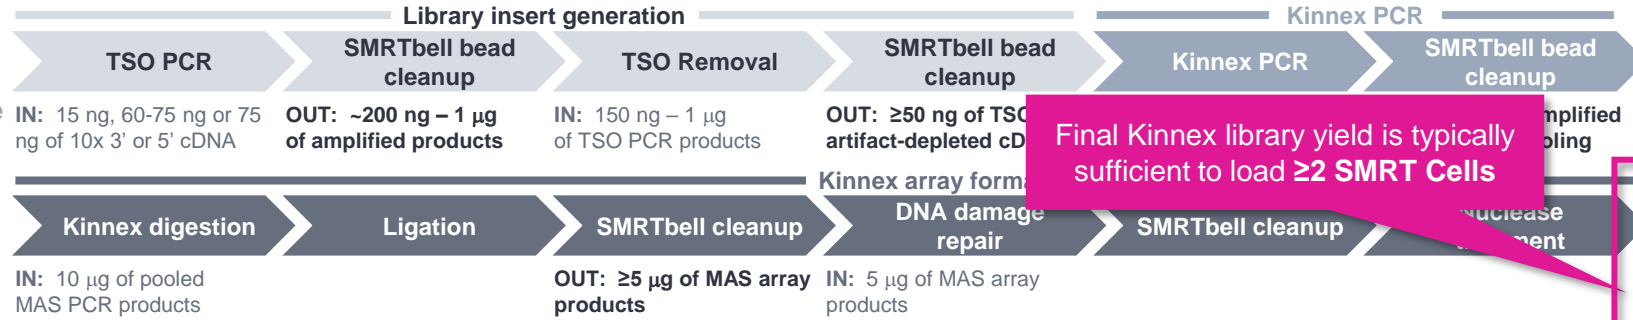 Library insert generation
Kinnex PCR
TSO PCR
SMRTbell bead
cleanup
TSO Removal
SMRTbell bead
cleanup
Kinnex PCR
SMRTbell bead
cleanup
IN: 15 ng, 60-75 ng or 75
ng of 10x 3’ or 5’ cDNA
OUT: ~200 ng – 1 µg
of amplified products
IN: 150 ng – 1 µg
of TSO PCR products
OUT: ≥50 ng of TSO
artifact-depleted
Final Kinnex library yield is typically
sufficient to load ≥2 SMRT Cells
Kinnex array
Kinnex digestion
Ligation
SMRTbell cleanup
DNA damage
repair
SMRTbell cleanup
Nuclease
IN: 10 µg of pooled
MAS PCR products
OUT: ≥5 µg of MAS array
products
IN: 5 µg of MAS array
products